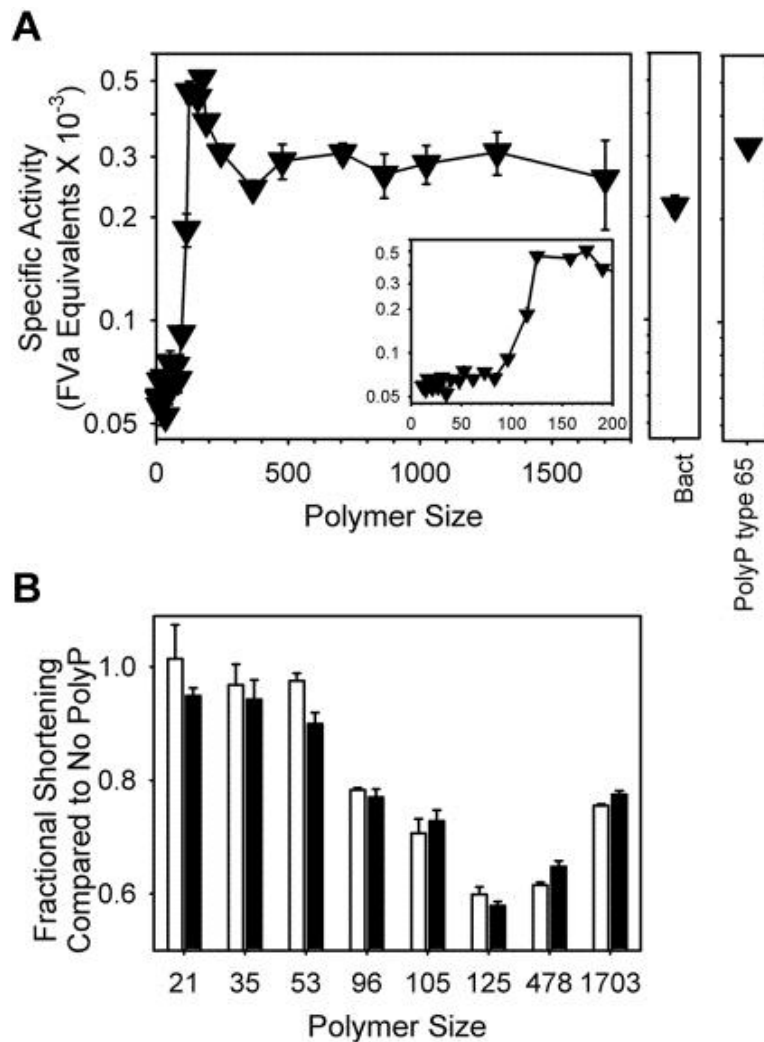 A
Specific Activity
(FVa Equivalents X 10-3)
0.5
0.3
0.2
0.1
0.05
0 500 1000 1500
Polymer Size
0.5
0.3
0.2
0.1
0.05
0 50 100 150 200
Bact
PolyP type 65
B
Fractional Shortening
Compared to No PolyP
1.0
0.8
0.6
21 35 53 96 105 125 478 1703
Polymer Size